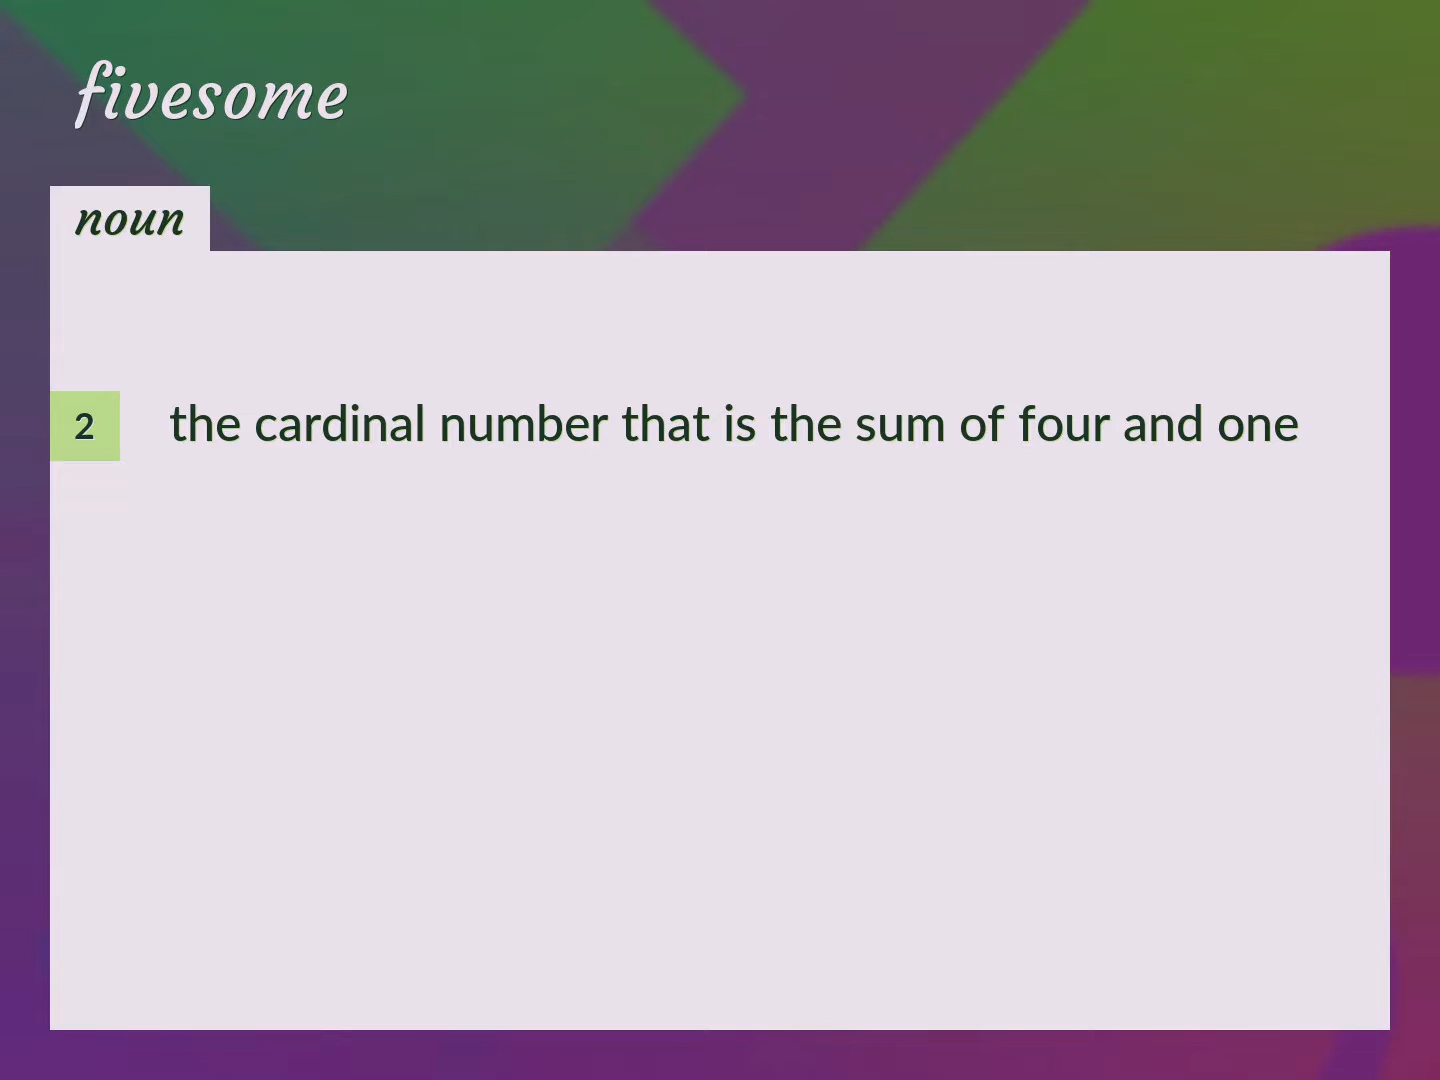 fivesome
noun
2 the cardinal number that is the sum of four and one